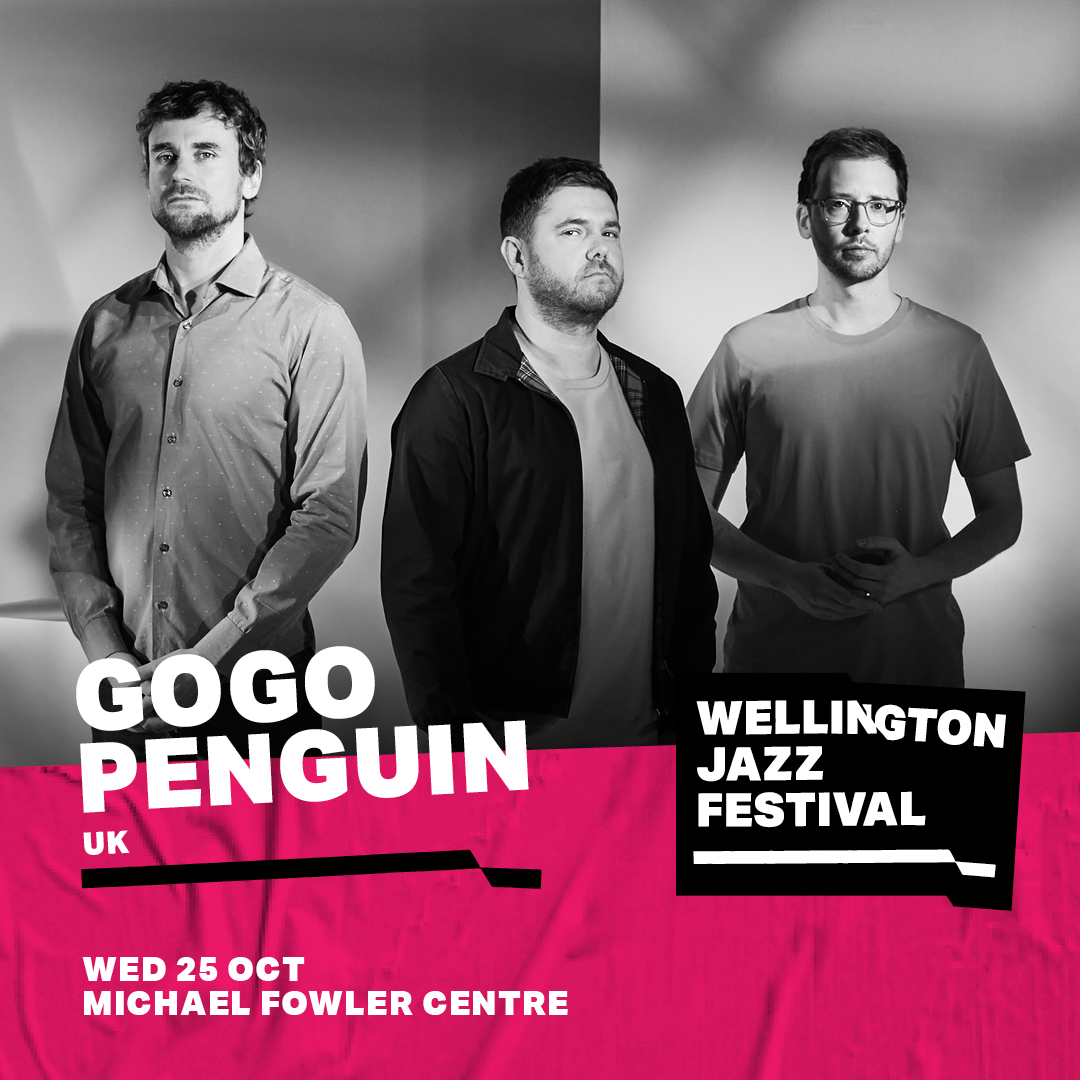 GOGO
PENGUIN
UK
WELLINGTON
JAZZ
FESTIVAL
WED 25 OCT
MICHAEL FOWLER CENTRE